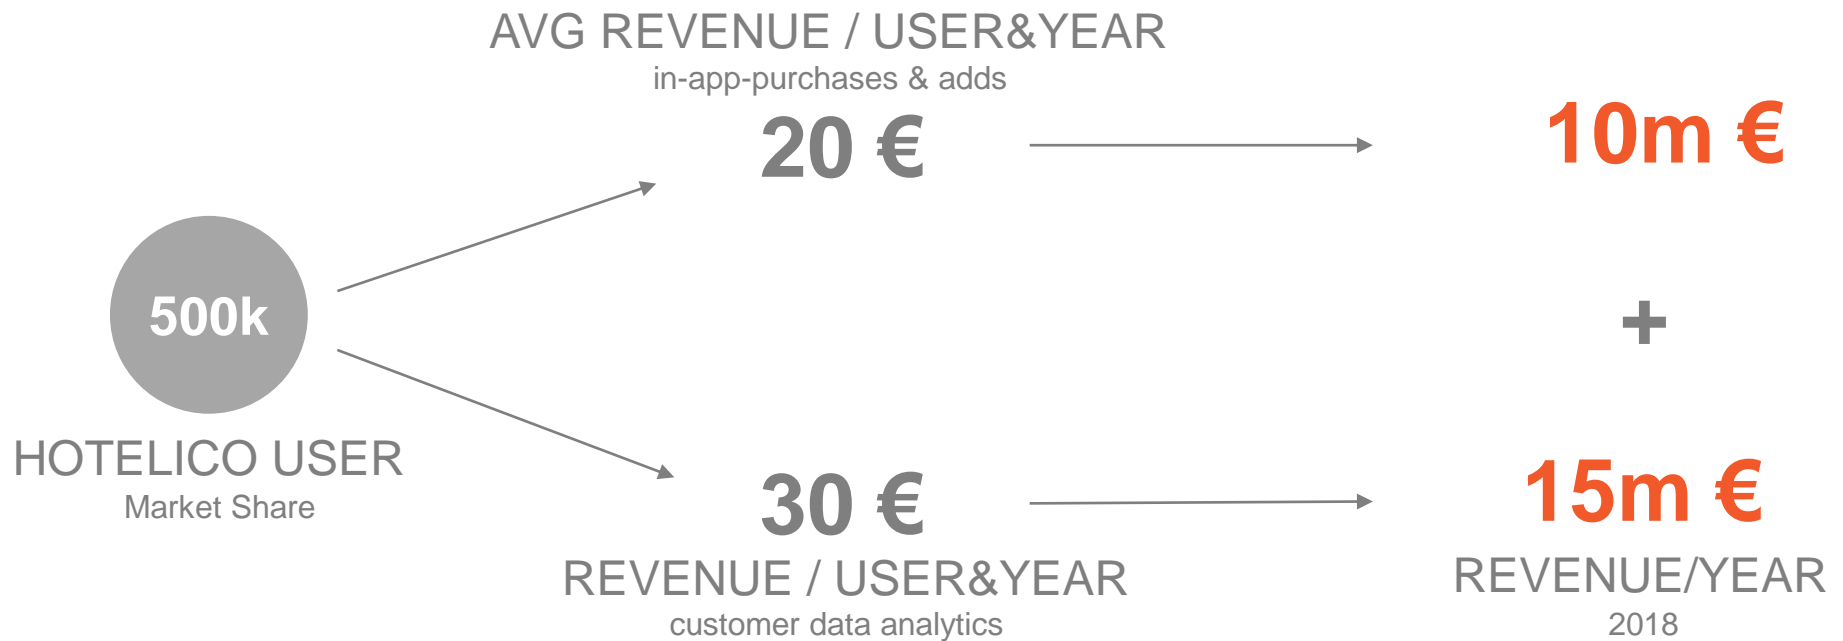 AVG REVENUE / USER&YEAR
in-app-purchases & adds
20 €
10m €
500k
+
HOTELICO USER
Market Share
30 €
15m €
REVENUE / USER&YEAR
customer data analytics
REVENUE/YEAR
2018